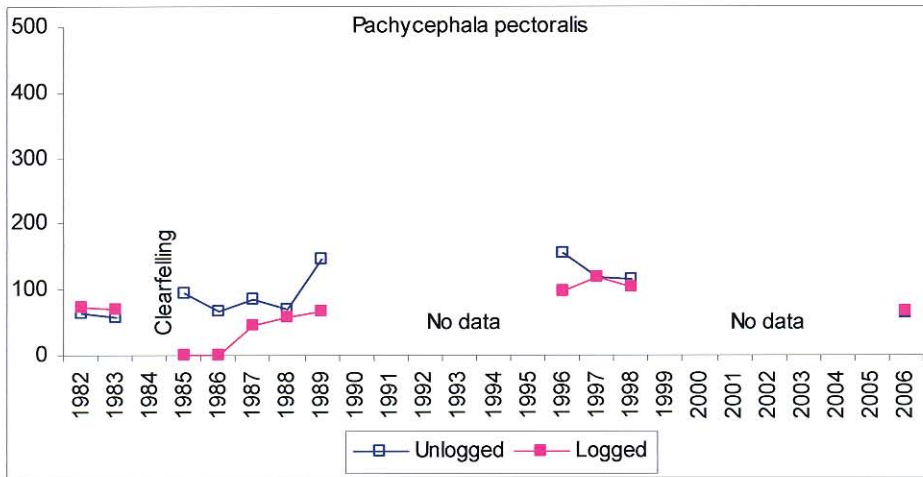 Pachycephala pectoralis
500
400
300
200
100
0
Clearfelling
No data
No data
1982 1983 1984 1985 1986 1987 1988 1989 1990 1991 1992 1993 1994 1995 1996 1997 1998 1999 2000 2001 2002 2003 2004 2005 2006
Unlogged Logged